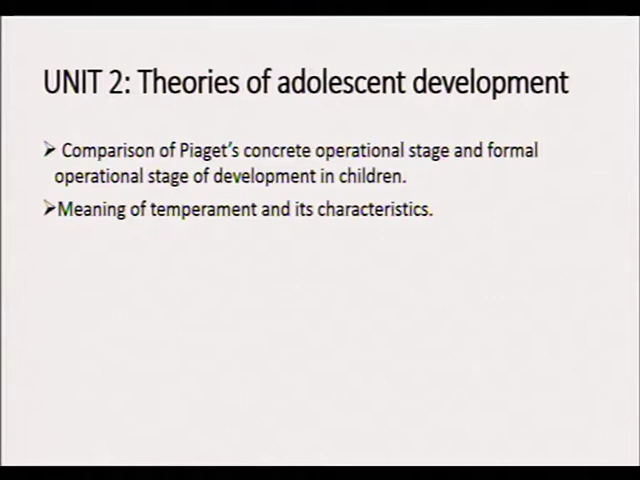 UNIT 2: Theories of adolescent development
➢ Comparison of Piaget's concrete operational stage and formal
operational stage of development in children.
➢Meaning of temperament and its characteristics.